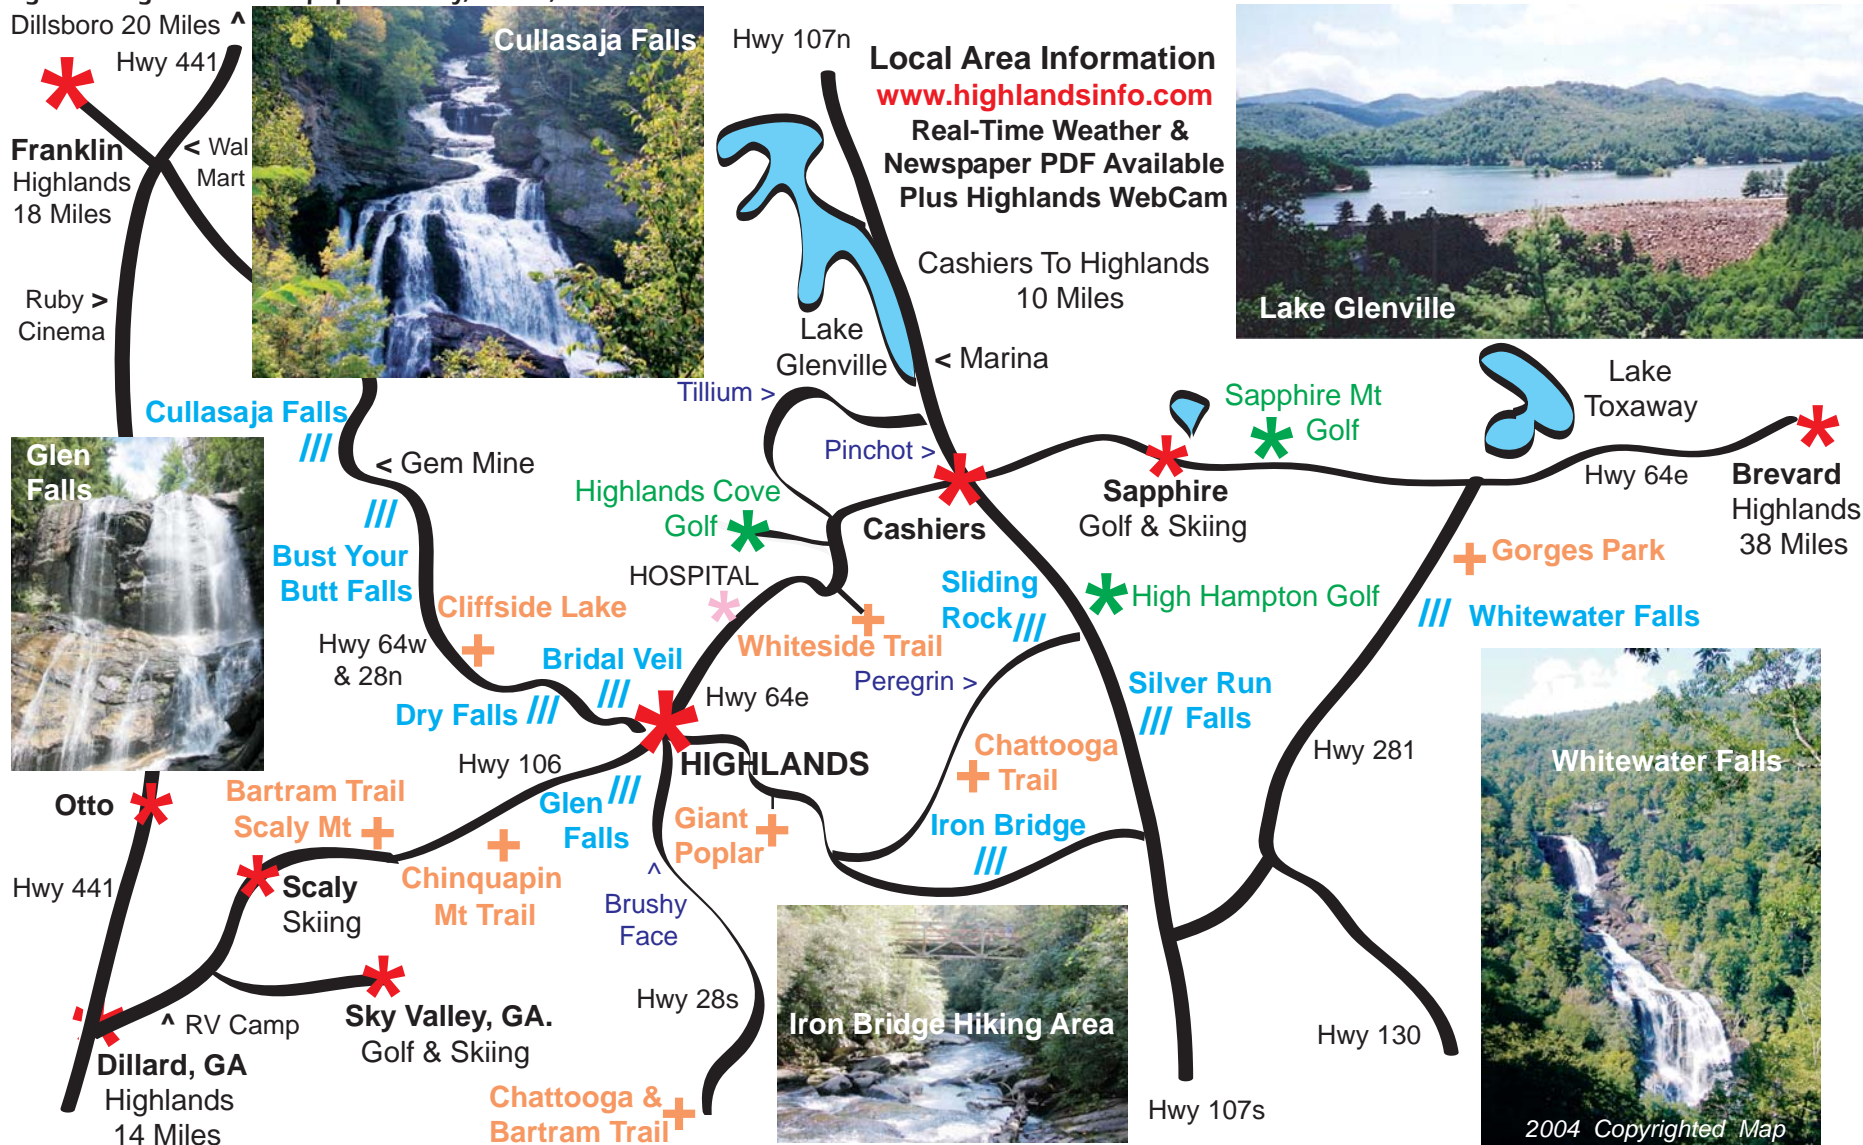 Dillsboro 20 Miles ^
Hwy 441
Franklin
Highlands
18 Miles
< Wal
Mart
Ruby >
Cinema
Cullasaja Falls
Hwy 107n
Local Area Information
www.highlandsinfo.com
Real-Time Weather &
Newspaper PDF Available
Plus Highlands WebCam
Cashiers To Highlands
10 Miles
Lake Glenville
Lake
Glenville
< Marina
Tillium >
Pinchot >
Sapphire Mt
Golf
Lake
Toxaway
Cullasaja Falls
< Gem Mine
Glen
Falls
Bust Your
Butt Falls
Highlands Cove
Golf
Cashiers
Sapphire
Golf & Skiing
Hwy 64e
Brevard
Highlands
38 Miles
Gorges Park
HOSPITAL
Sliding
Rock
High Hampton Golf
Whitewater Falls
Cliffside Lake
Hwy 64w
& 28n
Bridal Veil
Whiteside Trail
Peregrin >
Hwy 64e
Dry Falls
Silver Run
Falls
Hwy 106
HIGHLANDS
Chattooga
Trail
Hwy 281
Whitewater Falls
Otto
Bartram Trail
Scaly Mt
Glen
Falls
Giant
Poplar
Iron Bridge
Hwy 441
Scaly
Skiing
Chinquapin
Mt Trail
^
Brushy
Face
^ RV Camp
Sky Valley, GA.
Golf & Skiing
Hwy 28s
Iron Bridge Hiking Area
Hwy 130
Dillard, GA
Highlands
14 Miles
Chattooga &
Bartram Trail
Hwy 107s
2004 Copyrighted Map